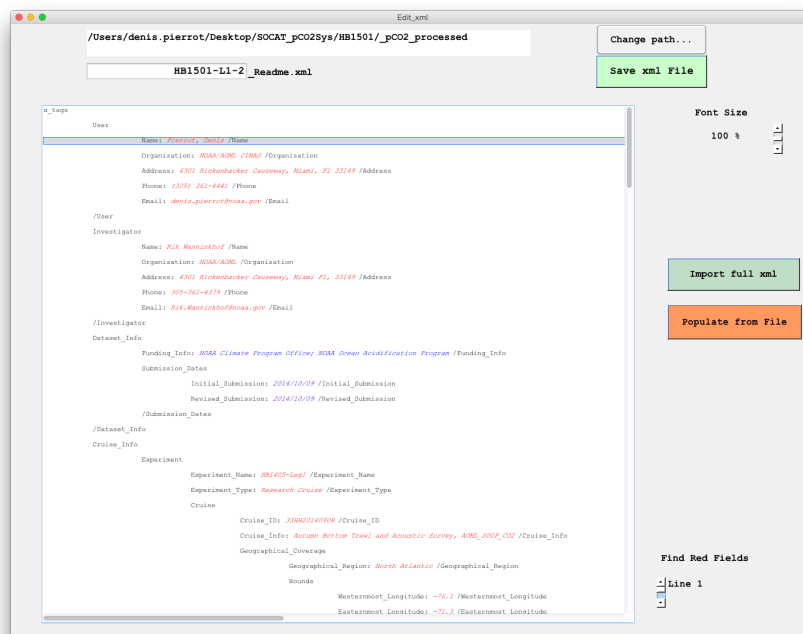 Edit_xml
/Users/denis.pierrot/Desktop/SOCAT_pCO2Sys/HB1501/_pCO2_processed
Change path...
HB1501-L1-2 _Readme.xml
Save xml File
x_tags
User
Name: Pierrot, Denis /Name
Organization: NOAA/AOML CIMAS /Organization
Address: 4301 Rickenbacker Causeway, Miami, Fl 33149 /Address
Phone: (305) 361-4441 /Phone
Email: denis.pierrot@noaa.gov /Email
/User
Investigator
Name: Rik Wanninkhof /Name
Organization: NOAA/AOML /Organization
Address: 4301 Rickenbacker Causeway, Miami Fl, 33149 /Address
Phone: 305-361-4379 /Phone
Email: Rik.Wanninkhof@noaa.gov /Email
/Investigator
Dataset_Info
Funding_Info: NOAA Climate Program Office; NOAA Ocean Acidification Program /Funding_Info
Submission_Dates
Initial_Submission: 2014/10/09 /Initial_Submission
Revised_Submission: 2014/10/09 /Revised_Submission
/Submission_Dates
/Dataset_Info
Cruise_Info
Experiment
Experiment_Name: HB1405-Leg1 /Experiment_Name
Experiment_Type: Research Cruise /Experiment_Type
Cruise
Cruise_ID: 33HH20140908 /Cruise_ID
Cruise_Info: Autumn Bottom Trawl and Acoustic Survey, AOML_SOOP_CO2 /Cruise_Info
Geographical_Coverage
Geographical_Region: North Atlantic /Geographical_Region
Bounds
Westernmost_Longitude: -76.1 /Westernmost_Longitude
Easternmost_Longitude: -71.3 /Easternmost_Longitude
Font Size
100 %
Import full xml
Populate from File
Find Red Fields
Line 1